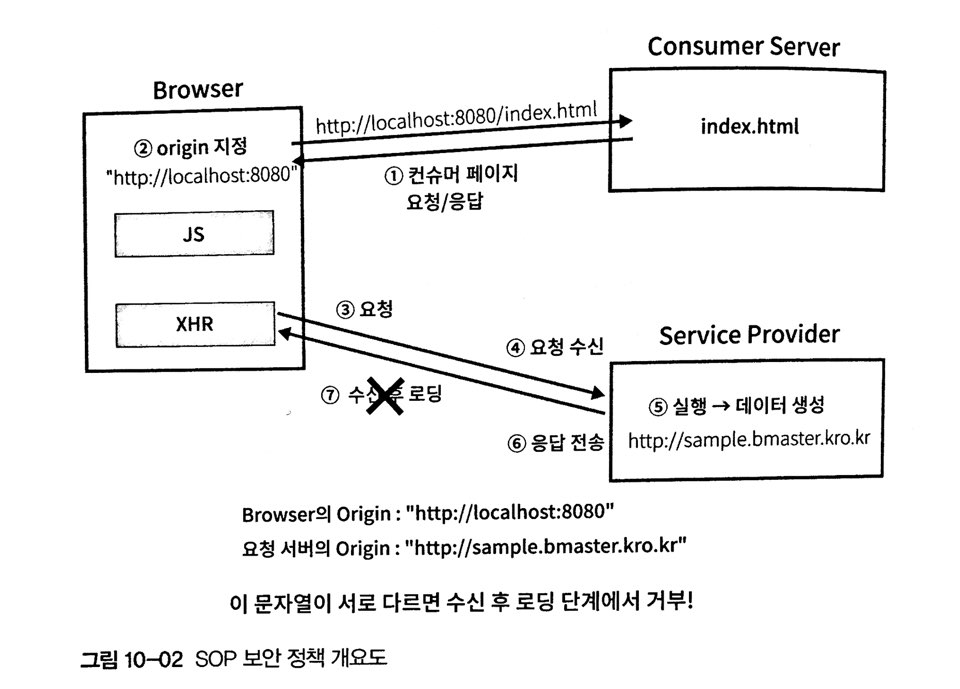 Consumer Server
Browser
http://localhost:8080/index.html
index.html
② origin 지정
"http://localhost:8080"
① 컨슈머 페이지
요청/응답
JS
XHR
③ 요청
④ 요청 수신
Service Provider
⑦ 수신 후 로딩
⑤ 실행 → 데이터 생성
http://sample.bmaster.kro.kr
⑥ 응답 전송
Browser의 Origin : "http://localhost:8080"
요청 서버의 Origin : "http://sample.bmaster.kro.kr"
이 문자열이 서로 다르면 수신 후 로딩 단계에서 거부!
그림 10-02 SOP 보안 정책 개요도